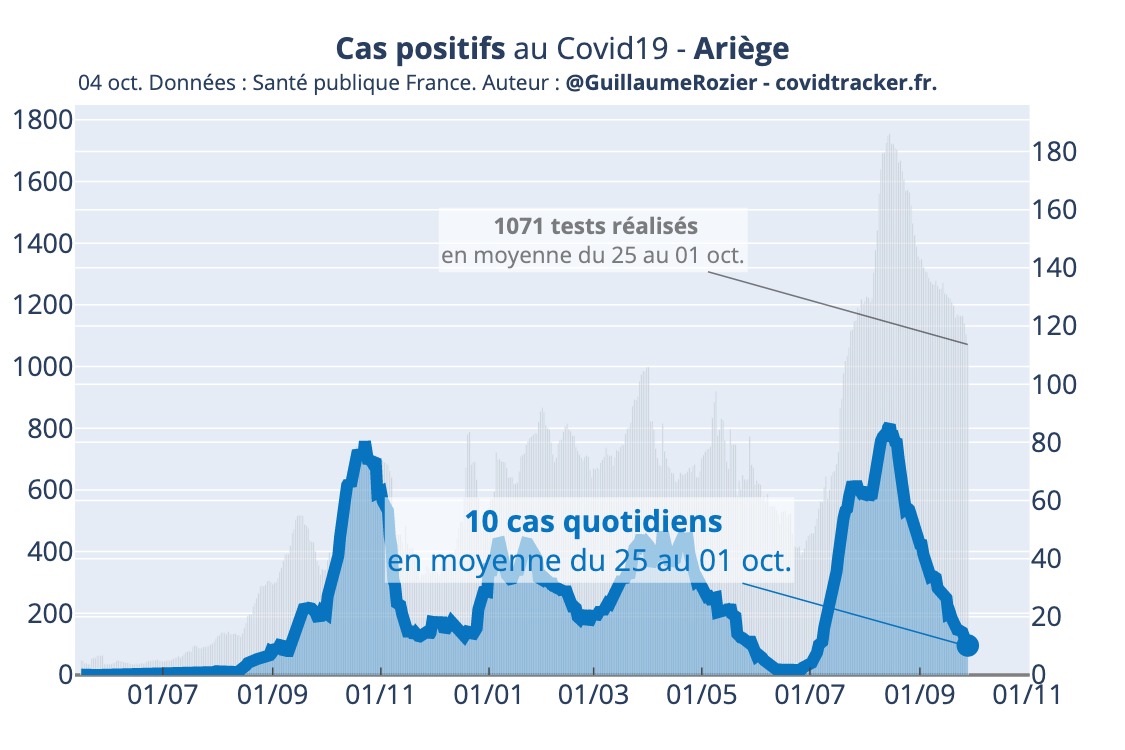 Cas positifs au Covid19 - Ariège
04 oct. Données : Santé publique France. Auteur : @GuillaumeRozier - covidtracker.fr.
1800
1600
1400
1200
1000
800
600
400
200
0
180
160
140
120
100
80
60
40
20
0
1071 tests réalisés
en moyenne du 25 au 01 oct.
10 cas quotidiens
en moyenne du 25 au 01 oct.
01/07 01/09 01/11 01/01 01/03 01/05 01/07 01/09 01/11